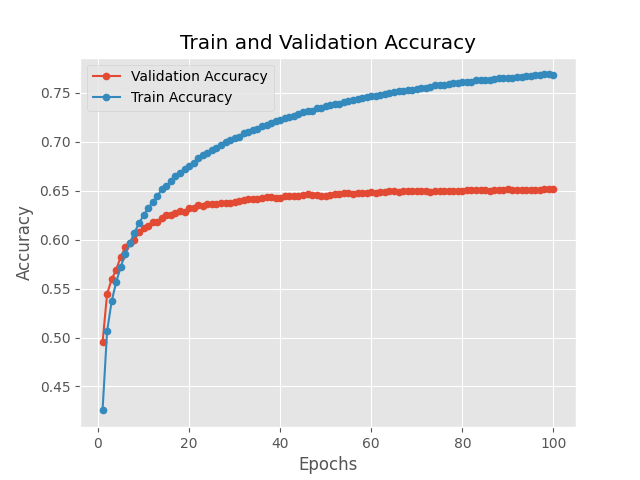 Train and Validation Accuracy
Validation Accuracy
Train Accuracy
Accuracy
0.75
0.70
0.65
0.60
0.55
0.50
0.45
0 20 40 60 80 100
Epochs